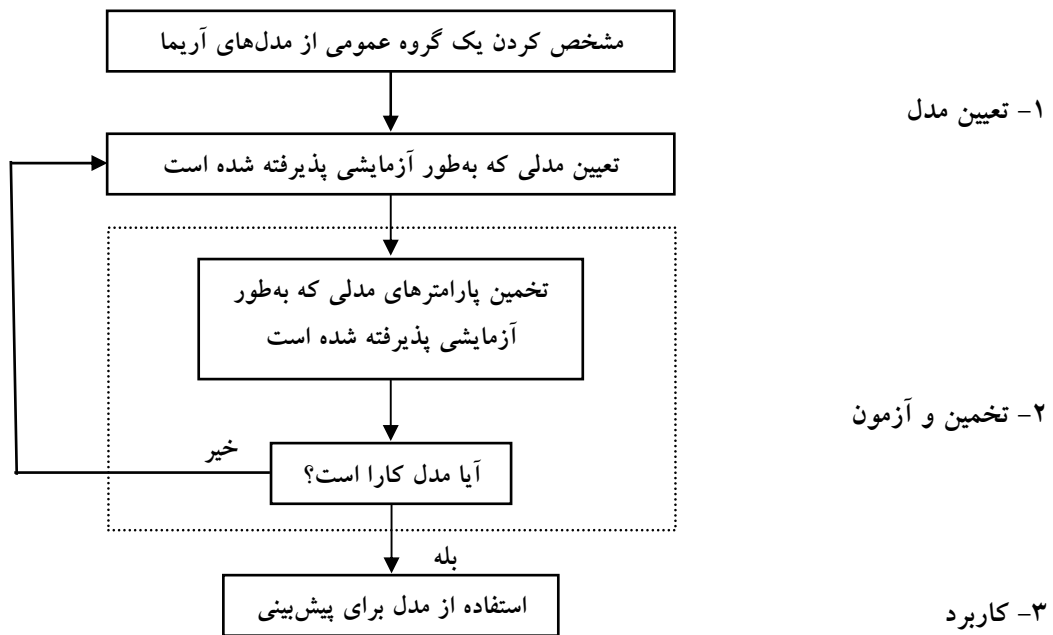 مشخص کردن یک گروه عمومی از مدل‌های آریما
۱- تعیین مدل
تعیین مدلی که به‌طور آزمایشی پذیرفته شده است
تخمین پارامترهای مدلی که به‌طور
آزمایشی پذیرفته شده است
۲- تخمین و آزمون
خیر
آیا مدل کارا است؟
بله
استفاده از مدل برای پیش‌بینی
۳- کاربرد